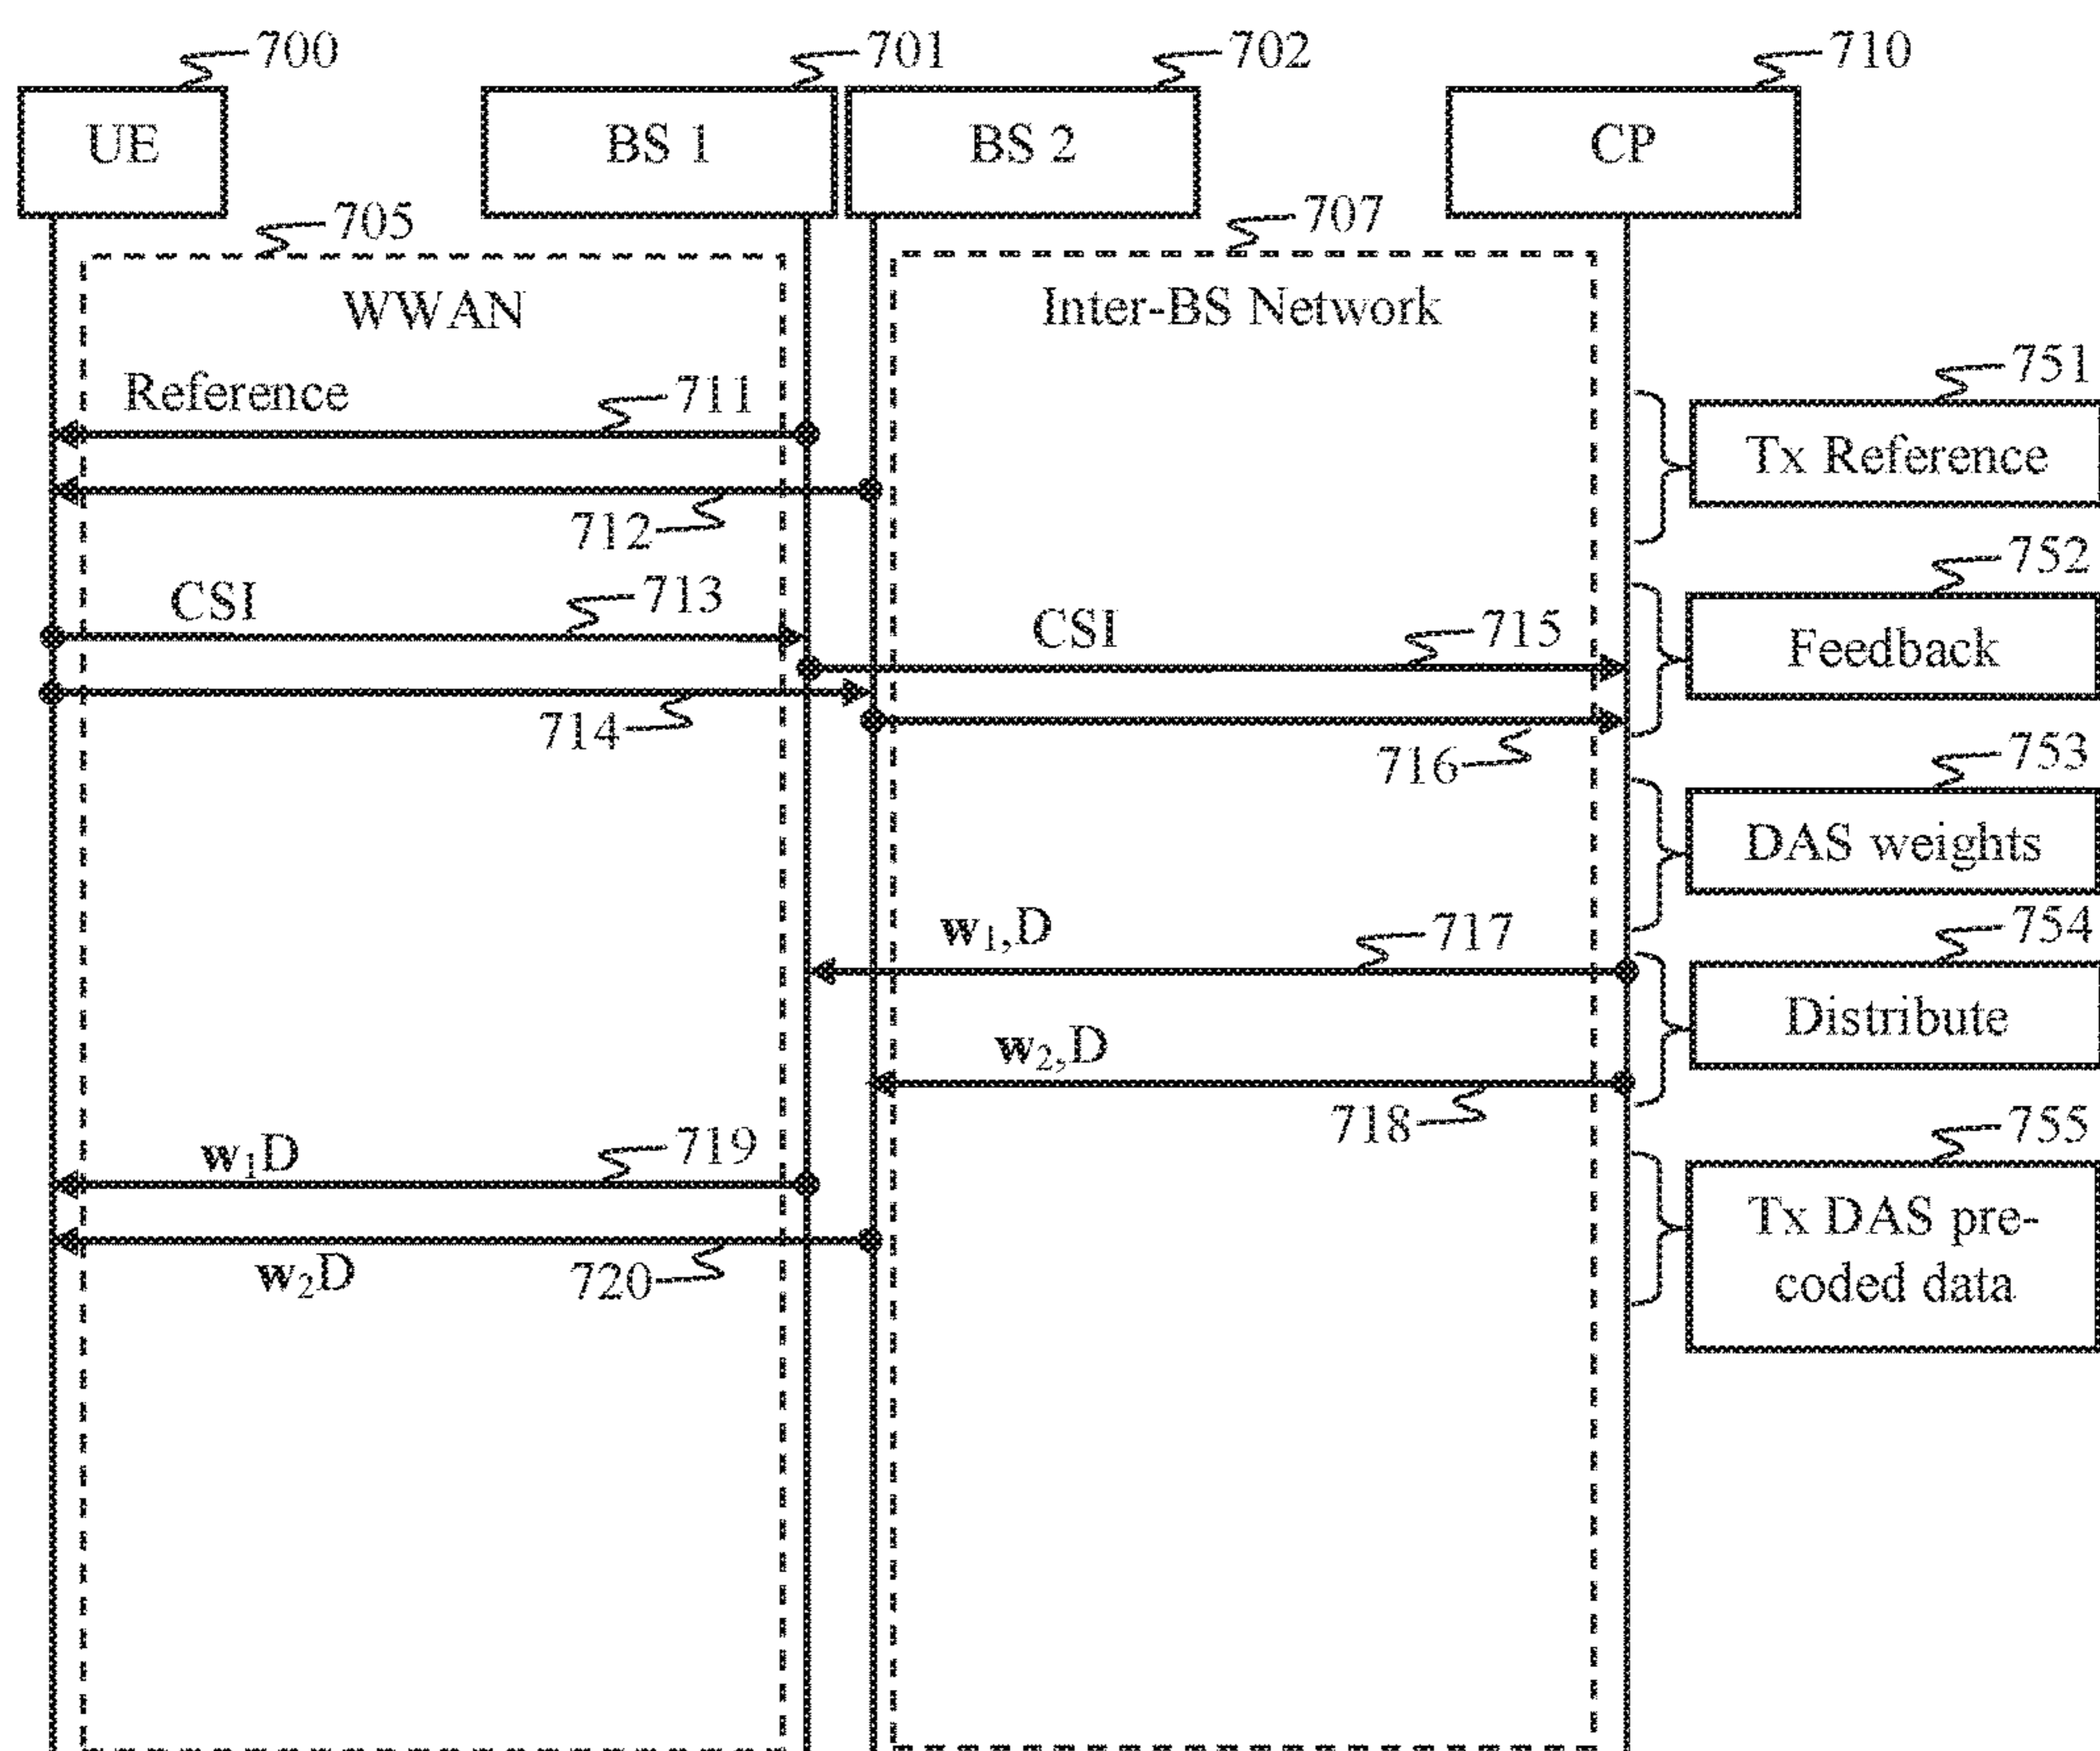 700
701
702
710
UE
BS 1
BS 2
CP
705
707
WWAN
Inter-BS Network
751
Reference
711
Tx Reference
712
752
CSI
713
CSI
715
Feedback
714
716
753
DAS weights
w₁,D
717
754
Distribute
w₂,D
718
755
w₁D
719
Tx DAS pre-
coded data
w₂D
720